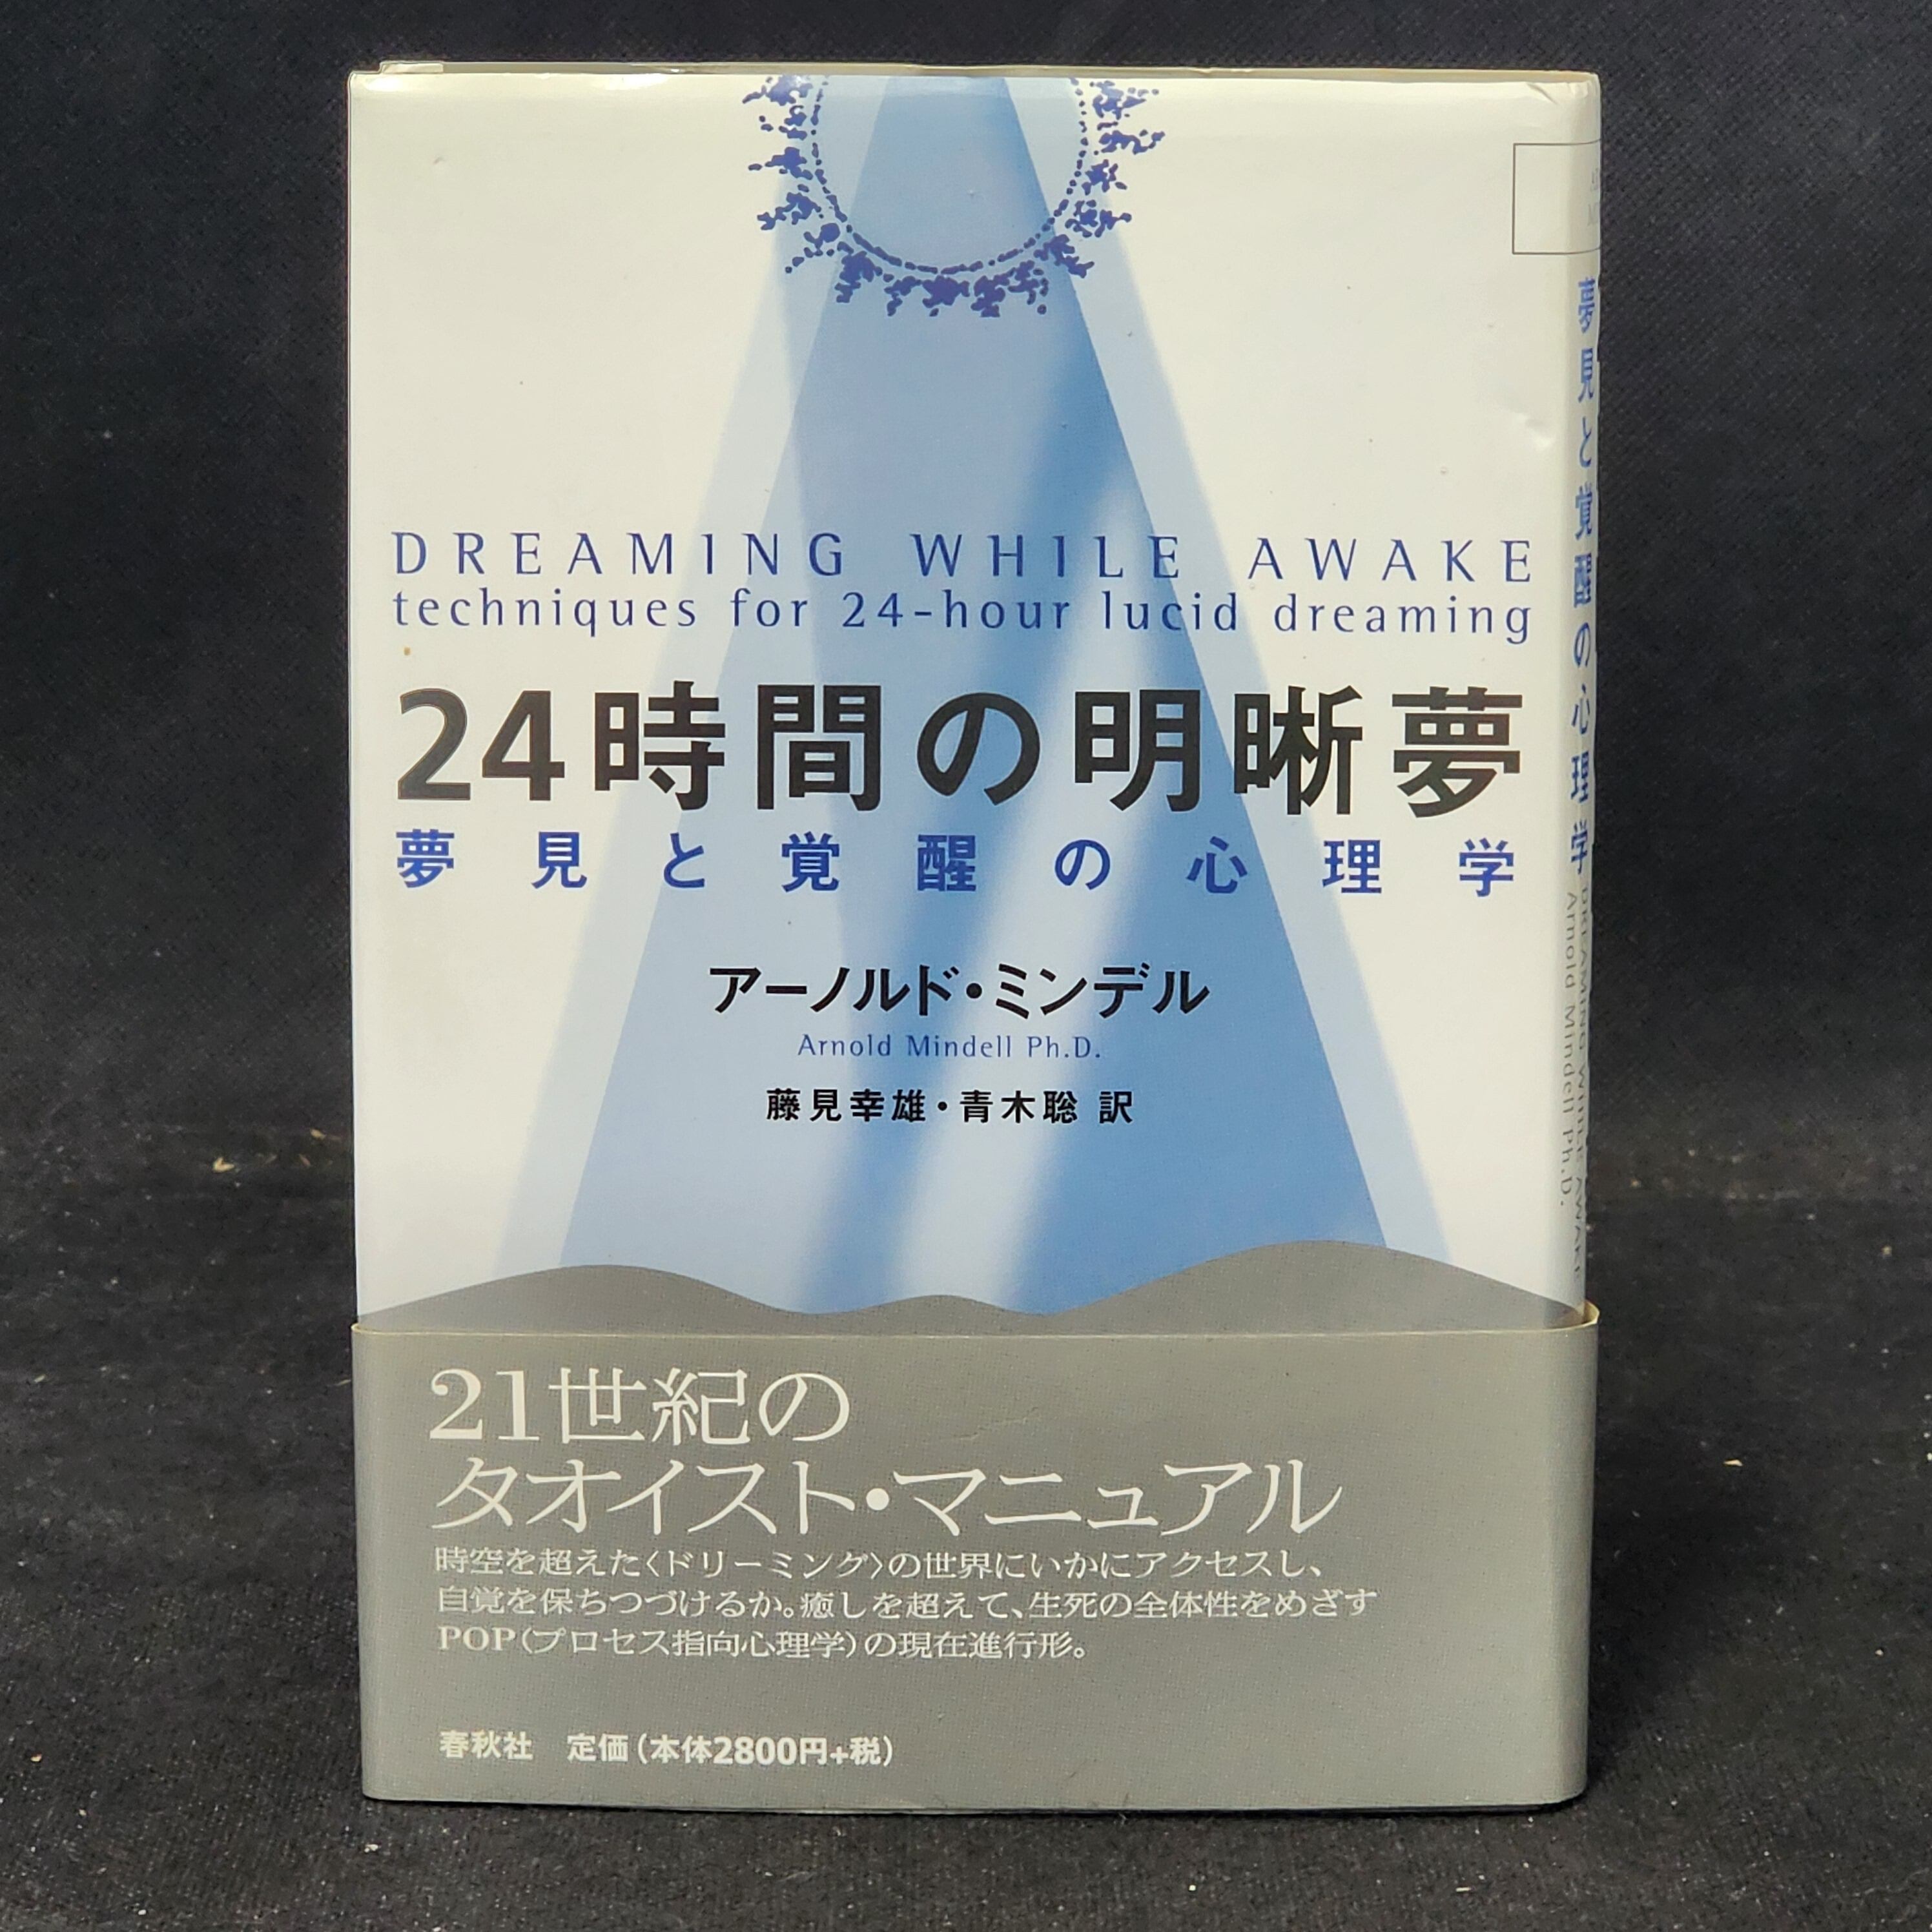 DREAMING WHILE AWAKE
techniques for 24-hour lucid dreaming
24時間の明晰夢
夢見と覚醒の心理学
アーノルド・ミンデル
Arnold Mindell Ph.D.
藤見幸雄・青木聡 訳
21世紀の
タオイスト・マニュアル
時空を超えた〈ドリーミング〉の世界にいかにアクセスし、
自覚を保ちつづけるか。癒しを超えて、生死の全体性をめざす
POP(プロセス指向心理学)の現在進行形。
春秋社 定価(本体2800円+税)
夢見と覚醒の心理学
DREAMING WHILE AWAKE
Arnold Mindell Ph.D.